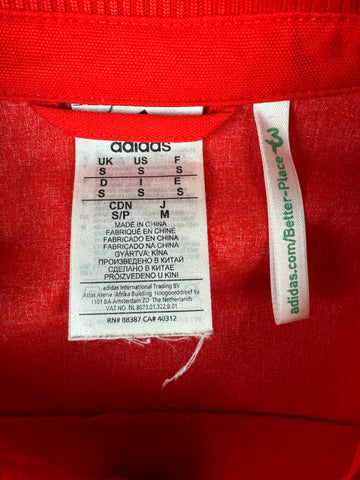 adidas
UK US F
S S S
D I E
S S S
CDN J
S/P M
MADE IN CHINA
FABRIQUÉ EN CHINE
FABRICADO EN CHINA
FABRICADO NA CHINA
GYÁRTVA: KÍNA
ПРОИЗВЕДЕНО В КИТАЙ
СДЕЛАНО В КИТАЕ
PROIZVEDENO U KINI
adidas International Trading BV
Atlas Arena -Afrika Building Hoogoorddreef 9a
1101 BA Amsterdam ZO The Netherlands
VAT NO: NL 8073.01.322.B.01
RN# 88387 CA# 40312
adidas.com/Better-Place